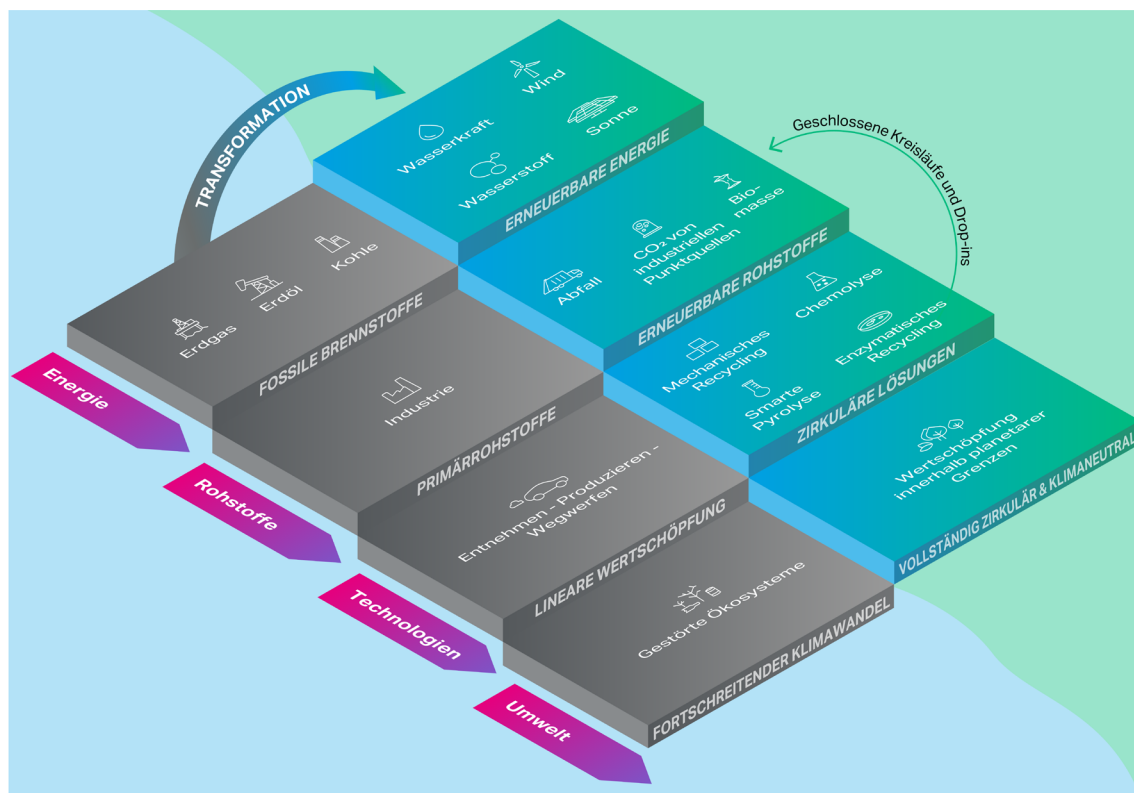 TRANSFORMATION
Wind
Wasserkraft
Sonne
Wasserstoff
ERNEUERBARE ENERGIE
Geschlossene Kreisläufe und Drop-ins
Bio-
masse
CO₂ von
industriellen
Punktquellen
Abfall
ERNEUERBARE ROHSTOFFE
Chemolyse
Mechanisches
Recycling
Enzymatisches
Recycling
Smarte
Pyrolyse
ZIRKULÄRE LÖSUNGEN
Wertschöpfung
innerhalb planetarer
Grenzen
VOLLSTÄNDIG ZIRKULÄR & KLIMANEUTRAL
Kohle
Erdöl
Erdgas
FOSSILE BRENNSTOFFE
Industrie
PRIMÄRROHSTOFFE
Entnehmen - Produzieren -
Wegwerfen
LINEARE WERTSCHÖPFUNG
Gestörte Ökosysteme
FORTSCHREITENDER KLIMAWANDEL
Energie
Rohstoffe
Technologien
Umwelt